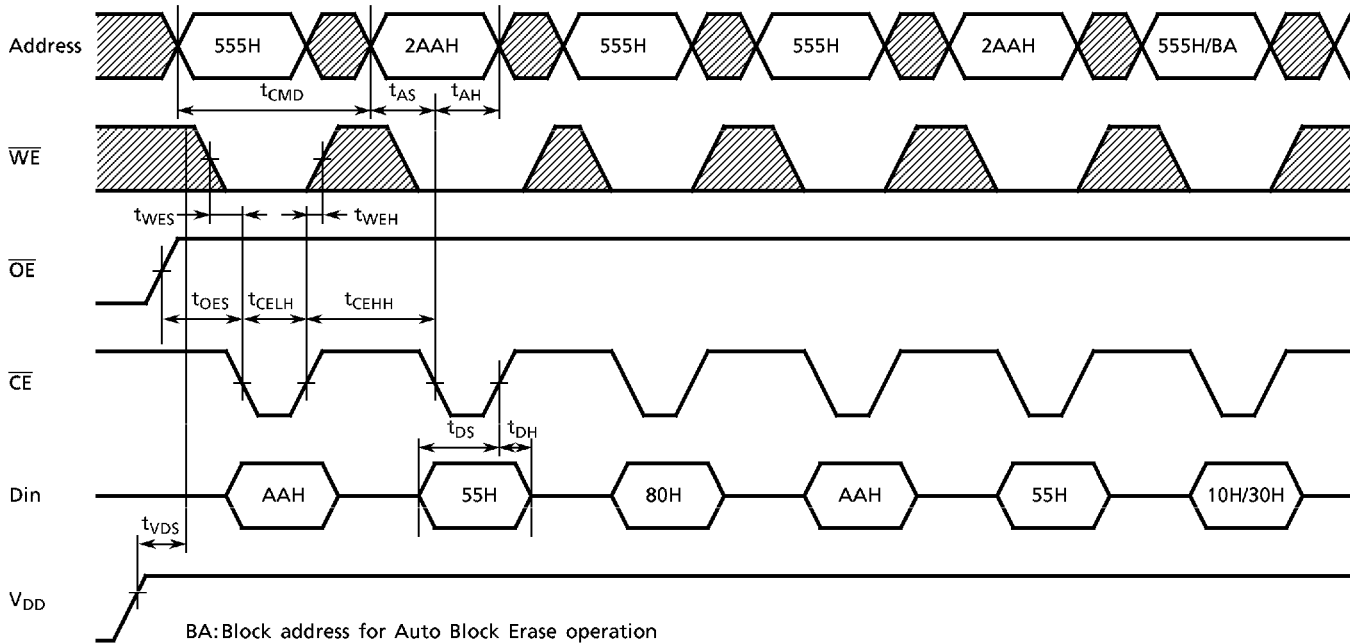 Address 555H 2AAH 555H 555H 2AAH 555H/BA
tCMD tAS tAH
WE
tWES tWEH
OE
tOES tCELH tCEHH
CE
tDS tDH
Din AAH 55H 80H AAH 55H 10H/30H
tVDS
VDD
BA: Block address for Auto Block Erase operation